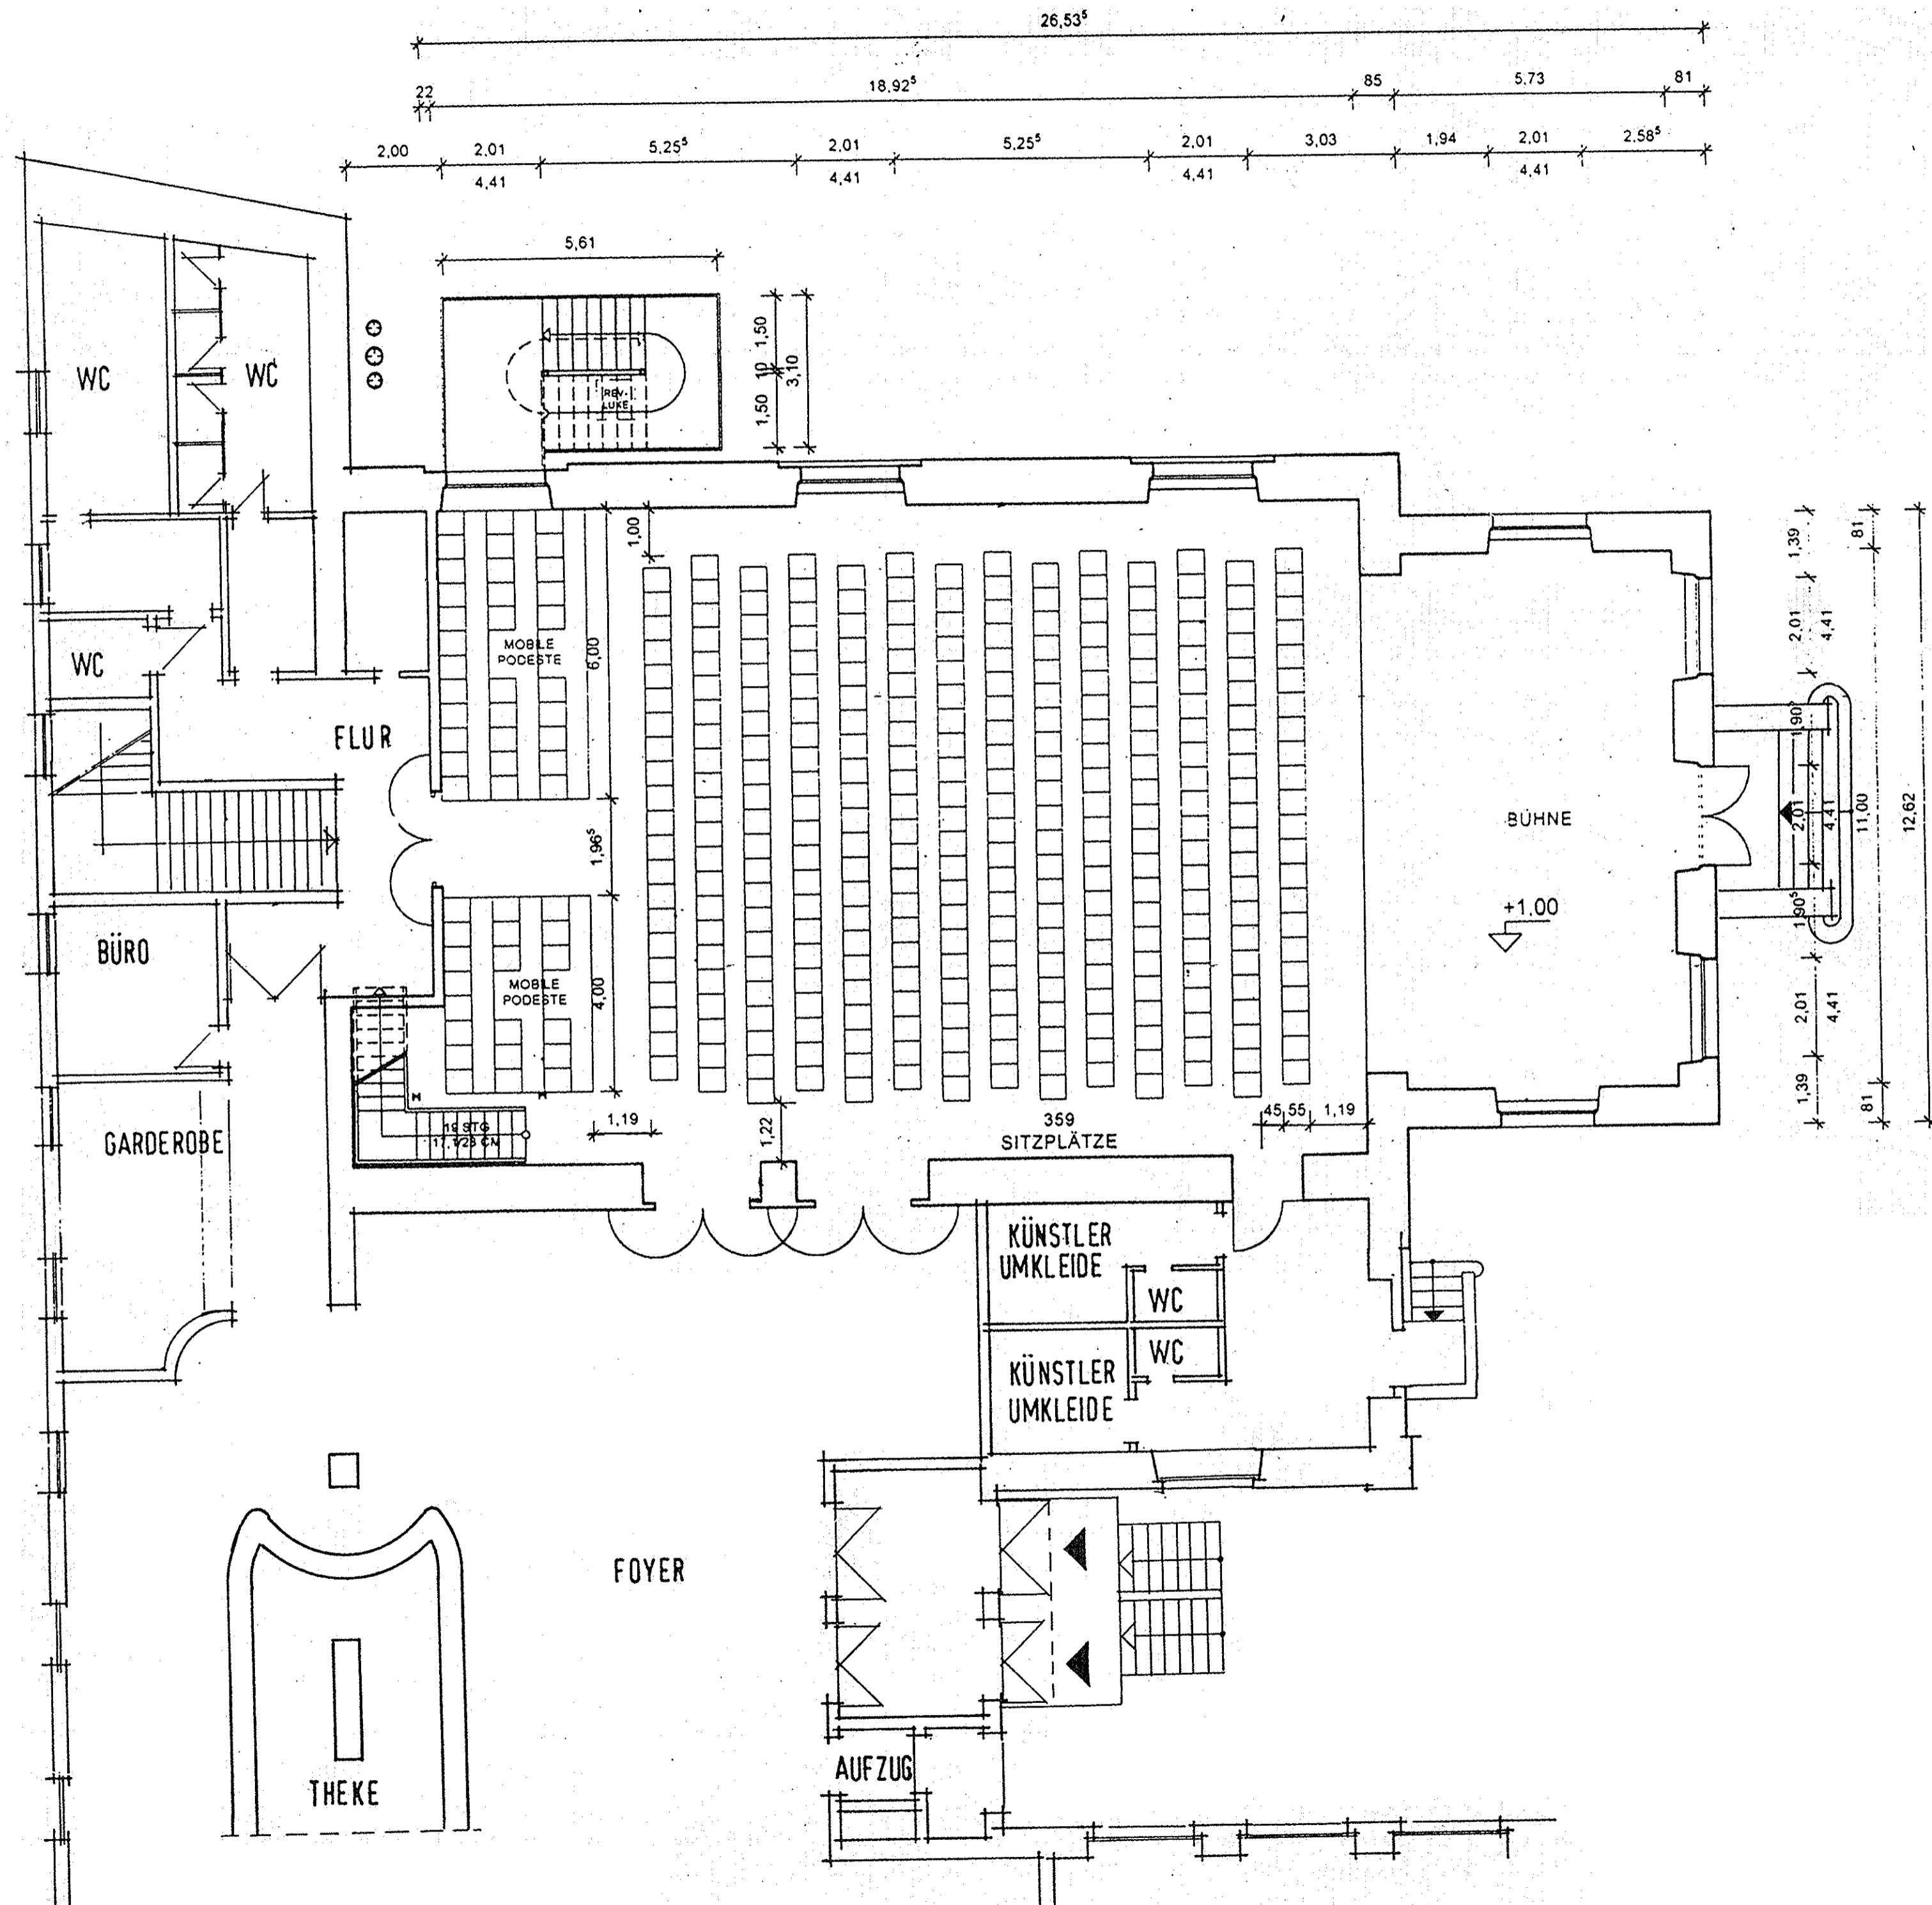 26,53⁵
22
18,92⁵
85
5,73
81
2,00
2,01
5,25⁵
2,01
5,25⁵
2,01
3,03
1,94
2,01
2,58⁵
4,41
4,41
4,41
4,41
5,61
1,50
10
1,50
3,10
REV.-
LUKE
WC
WC
WC
1,00
MOBILE
PODESTE
6,00
FLUR
1,96⁵
BÜRO
MOBILE
PODESTE
4,00
BÜHNE
+1.00
1,39
81
2,01
4,41
1,90⁵
2,01
4,41
11,00
12,62
1,90⁵
2,01
4,41
1,39
81
GARDEROBE
19 STG
17,1/28 CM
1,19
1,22
359
SITZPLÄTZE
45
55
1,19
KÜNSTLER
UMKLEIDE
WC
WC
KÜNSTLER
UMKLEIDE
FOYER
THEKE
AUFZUG